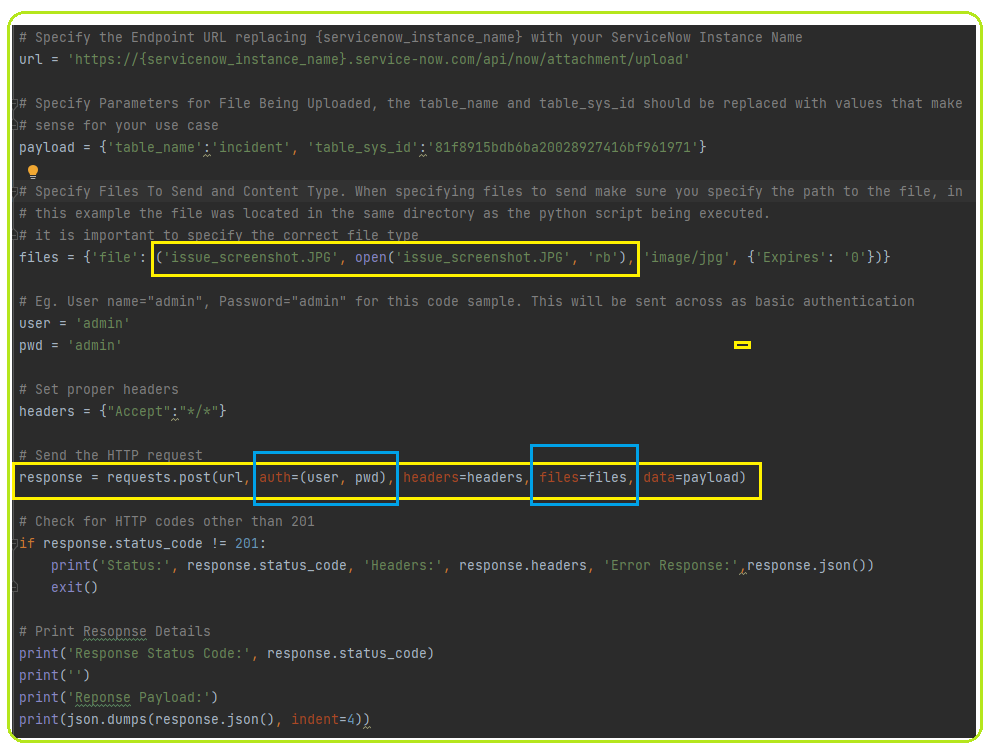 # Specify the Endpoint URL replacing {servicenow_instance_name} with your ServiceNow Instance Name
url = 'https://{servicenow_instance_name}.service-now.com/api/now/attachment/upload'
# Specify Parameters for File Being Uploaded, the table_name and table_sys_id should be replaced with values that make
# sense for your use case
payload = {'table_name':'incident', 'table_sys_id':'81f8915bdb6ba20028927416bf961971'}
# Specify Files To Send and Content Type. When specifying files to send make sure you specify the path to the file, in
# this example the file was located in the same directory as the python script being executed.
# it is important to specify the correct file type
files = {'file': ('issue_screenshot.JPG', open('issue_screenshot.JPG', 'rb'), 'image/jpg', {'Expires': '0'})}
# Eg. User name="admin", Password="admin" for this code sample. This will be sent across as basic authentication
user = 'admin'
pwd = 'admin'
# Set proper headers
headers = {"Accept":"*/*"}
# Send the HTTP request
response = requests.post(url, auth=(user, pwd), headers=headers, files=files, data=payload)
# Check for HTTP codes other than 201
if response.status_code != 201:
    print('Status:', response.status_code, 'Headers:', response.headers, 'Error Response:',response.json())
    exit()
# Print Resopnse Details
print('Response Status Code:', response.status_code)
print('')
print('Reponse Payload:')
print(json.dumps(response.json(), indent=4))